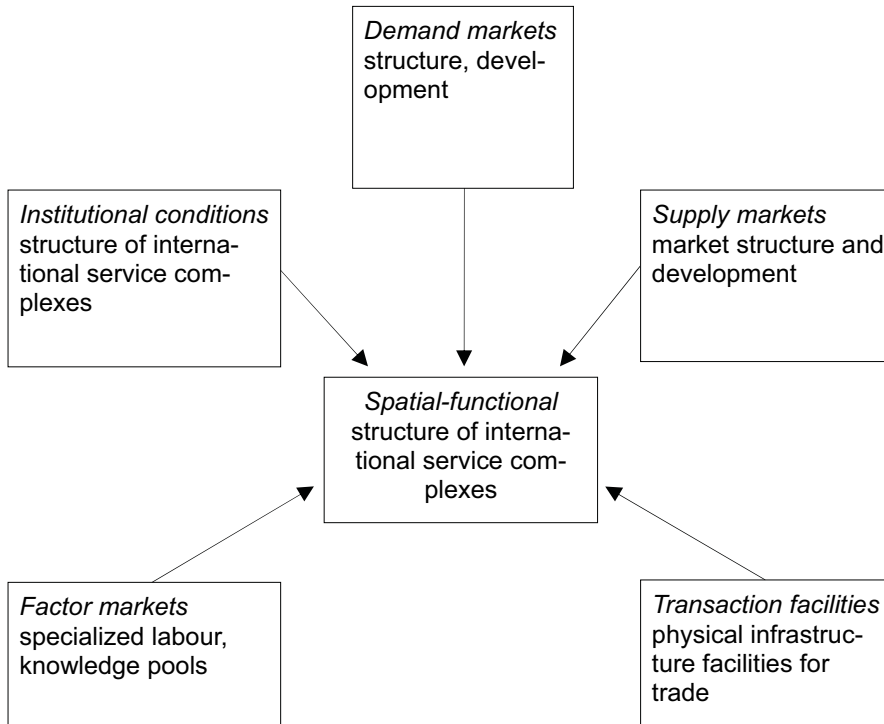 Demand markets
structure, devel-
opment
Institutional conditions
structure of interna-
tional service com-
plexes
Supply markets
market structure and
development
Spatial-functional
structure of interna-
tional service com-
plexes
Factor markets
specialized labour,
knowledge pools
Transaction facilities
physical infrastruc-
ture facilities for
trade